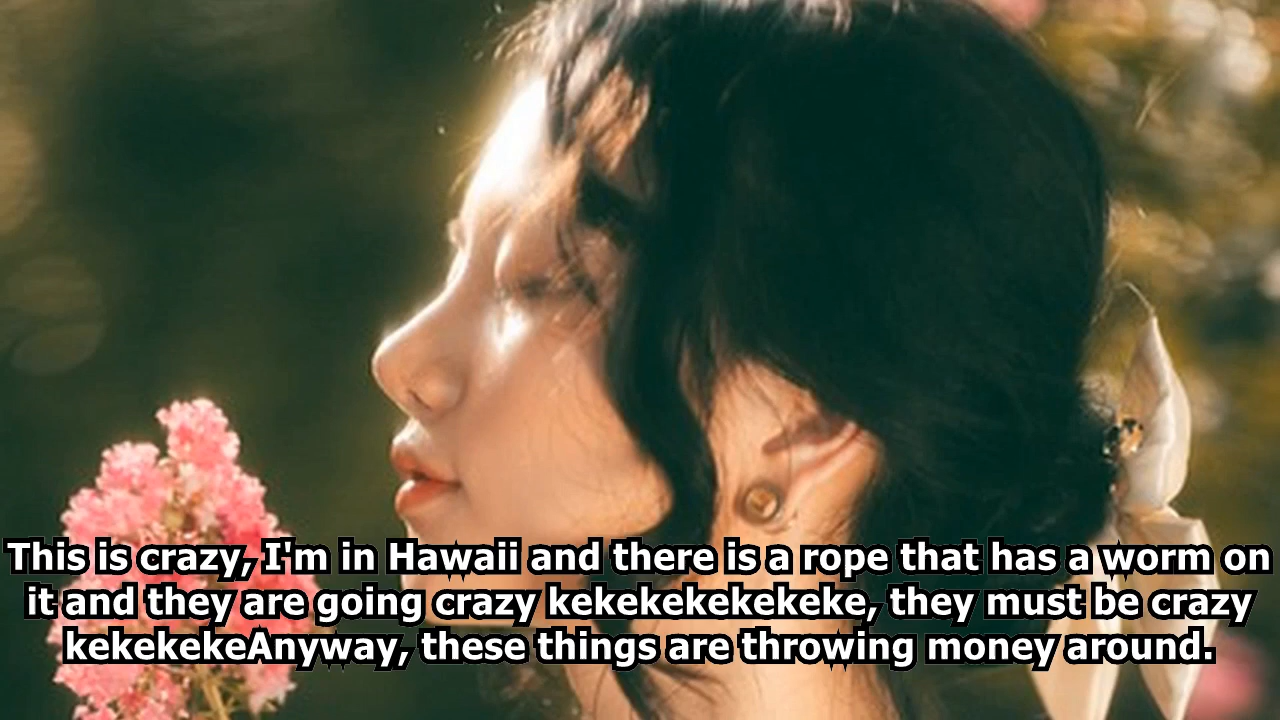 This is crazy, I'm in Hawaii and there is a rope that has a worm on
it and they are going crazy kekekekekekeke, they must be crazy
kekekekeAnyway, these things are throwing money around.